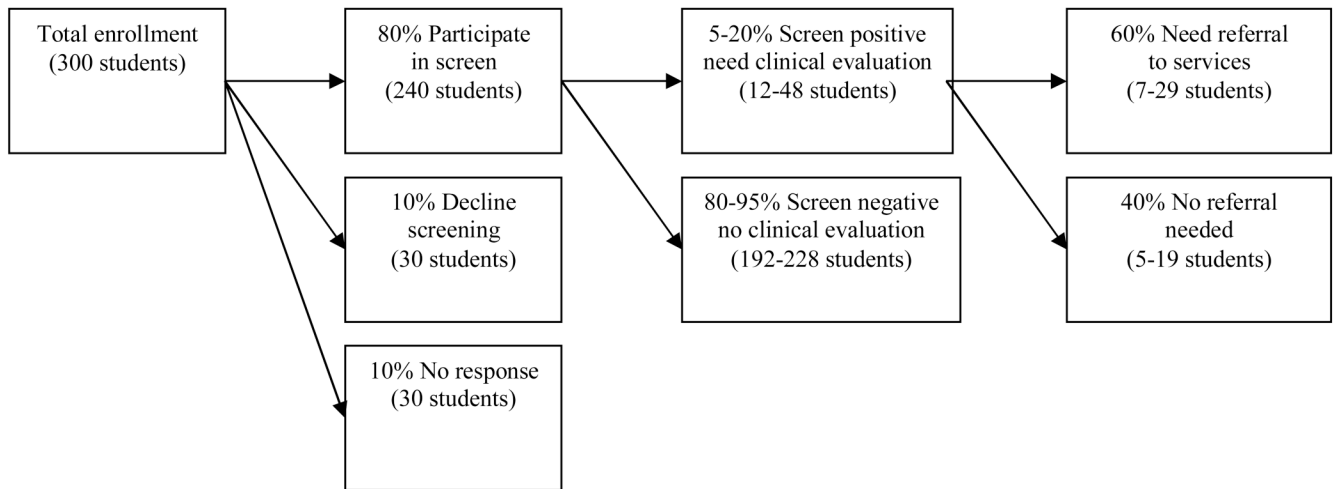 Total enrollment
(300 students)
80% Participate
in screen
(240 students)
5-20% Screen positive
need clinical evaluation
(12-48 students)
60% Need referral
to services
(7-29 students)
10% Decline
screening
(30 students)
80-95% Screen negative
no clinical evaluation
(192-228 students)
40% No referral
needed
(5-19 students)
10% No response
(30 students)